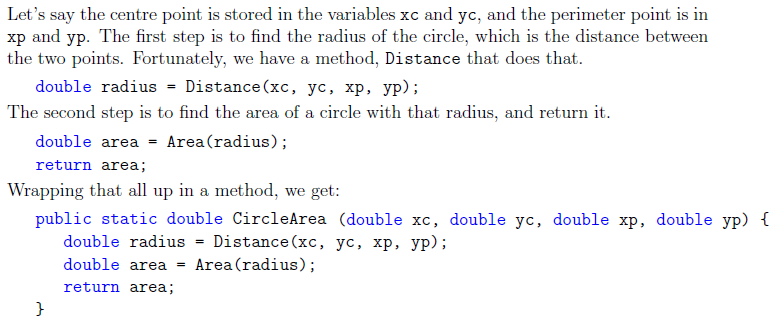 Let's say the centre point is stored in the variables xc and yc, and the perimeter point is in
xp and yp. The first step is to find the radius of the circle, which is the distance between
the two points. Fortunately, we have a method, Distance that does that.
double radius = Distance(xc, yc, xp, yp);
The second step is to find the area of a circle with that radius, and return it.
double area = Area(radius);
return area;
Wrapping that all up in a method, we get:
public static double CircleArea (double xc, double yc, double xp, double yp) {
double radius = Distance(xc, yc, xp, yp);
double area = Area(radius);
return area;
}